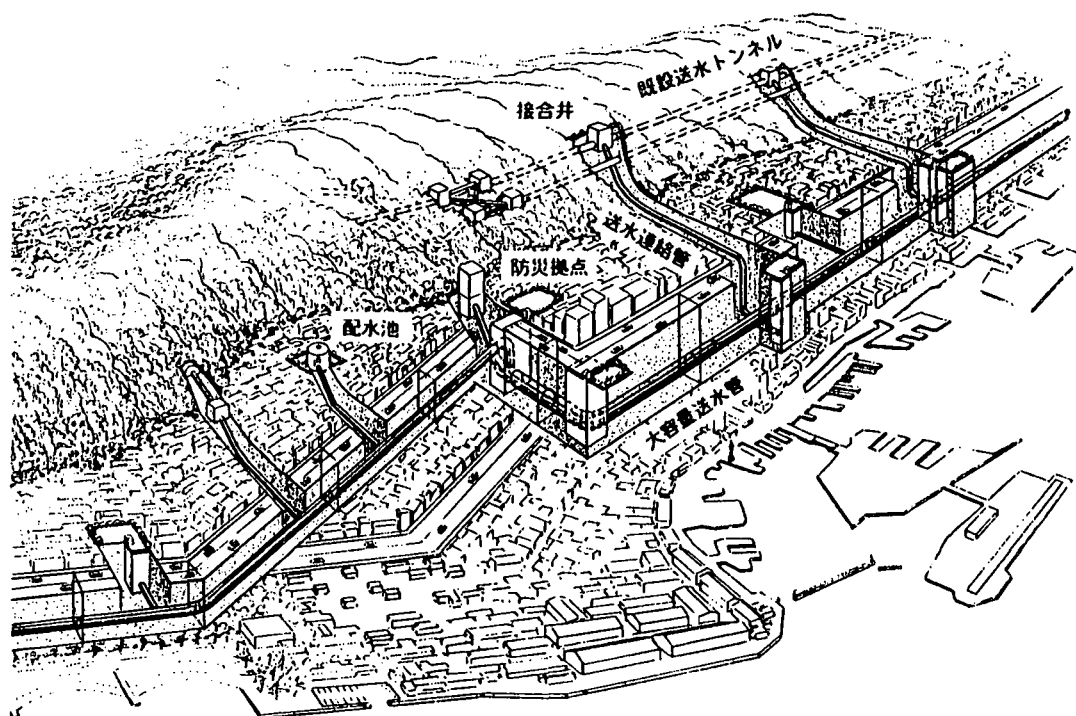 既設送水トンネル
接合井
送水連絡管
防災拠点
配水池
大容量送水管